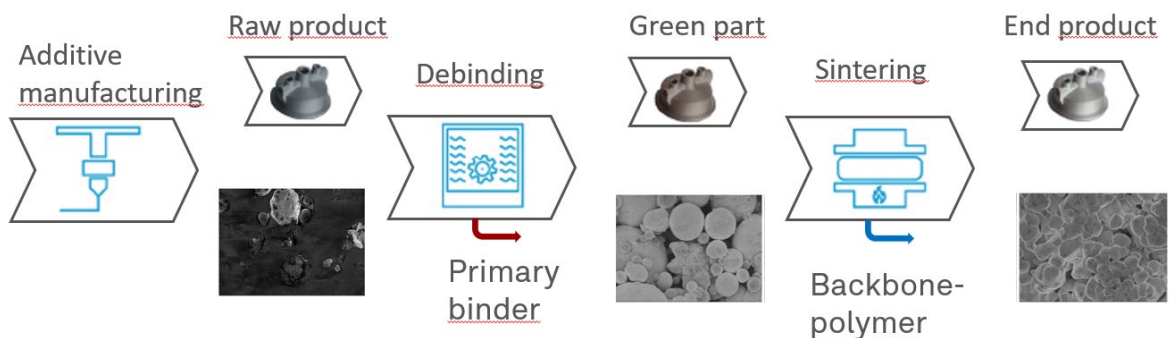 Additive
manufacturing
Raw product
Debinding
Primary
binder
Green part
Sintering
Backbone-
polymer
End product